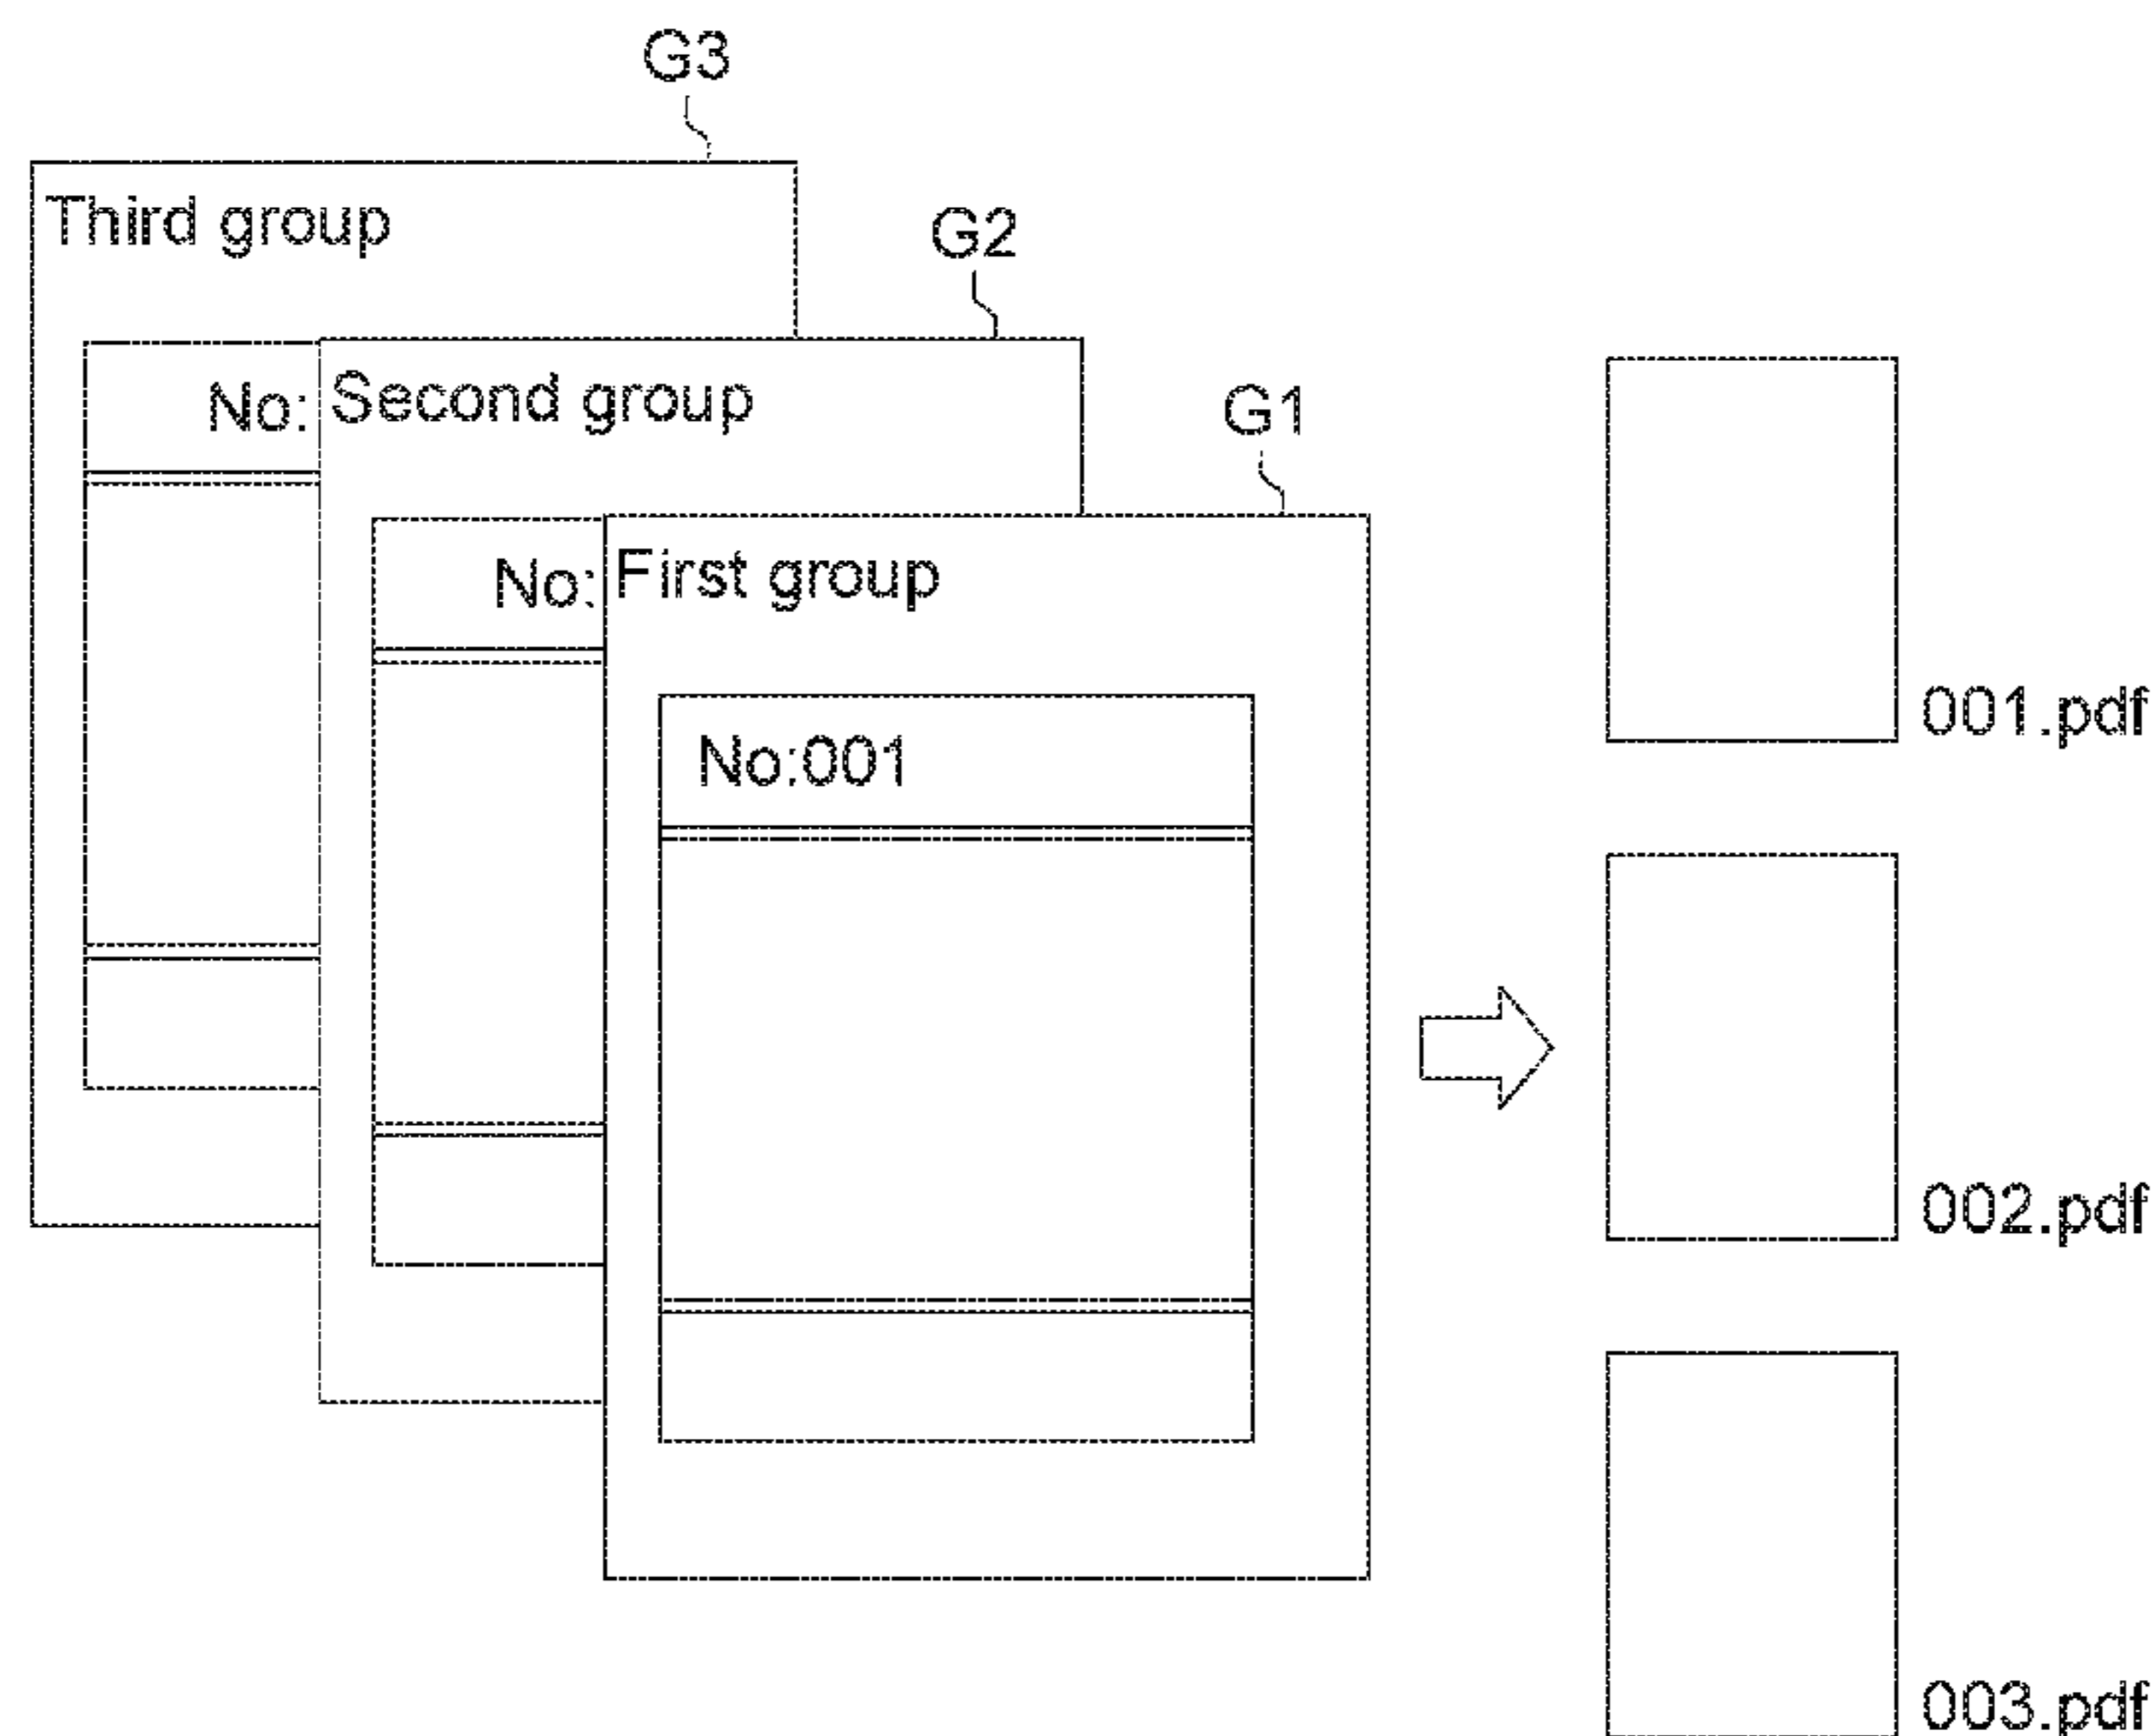 G3
Third group
G2
No:
Second group
G1
No:
First group
No:001
001.pdf
002.pdf
003.pdf